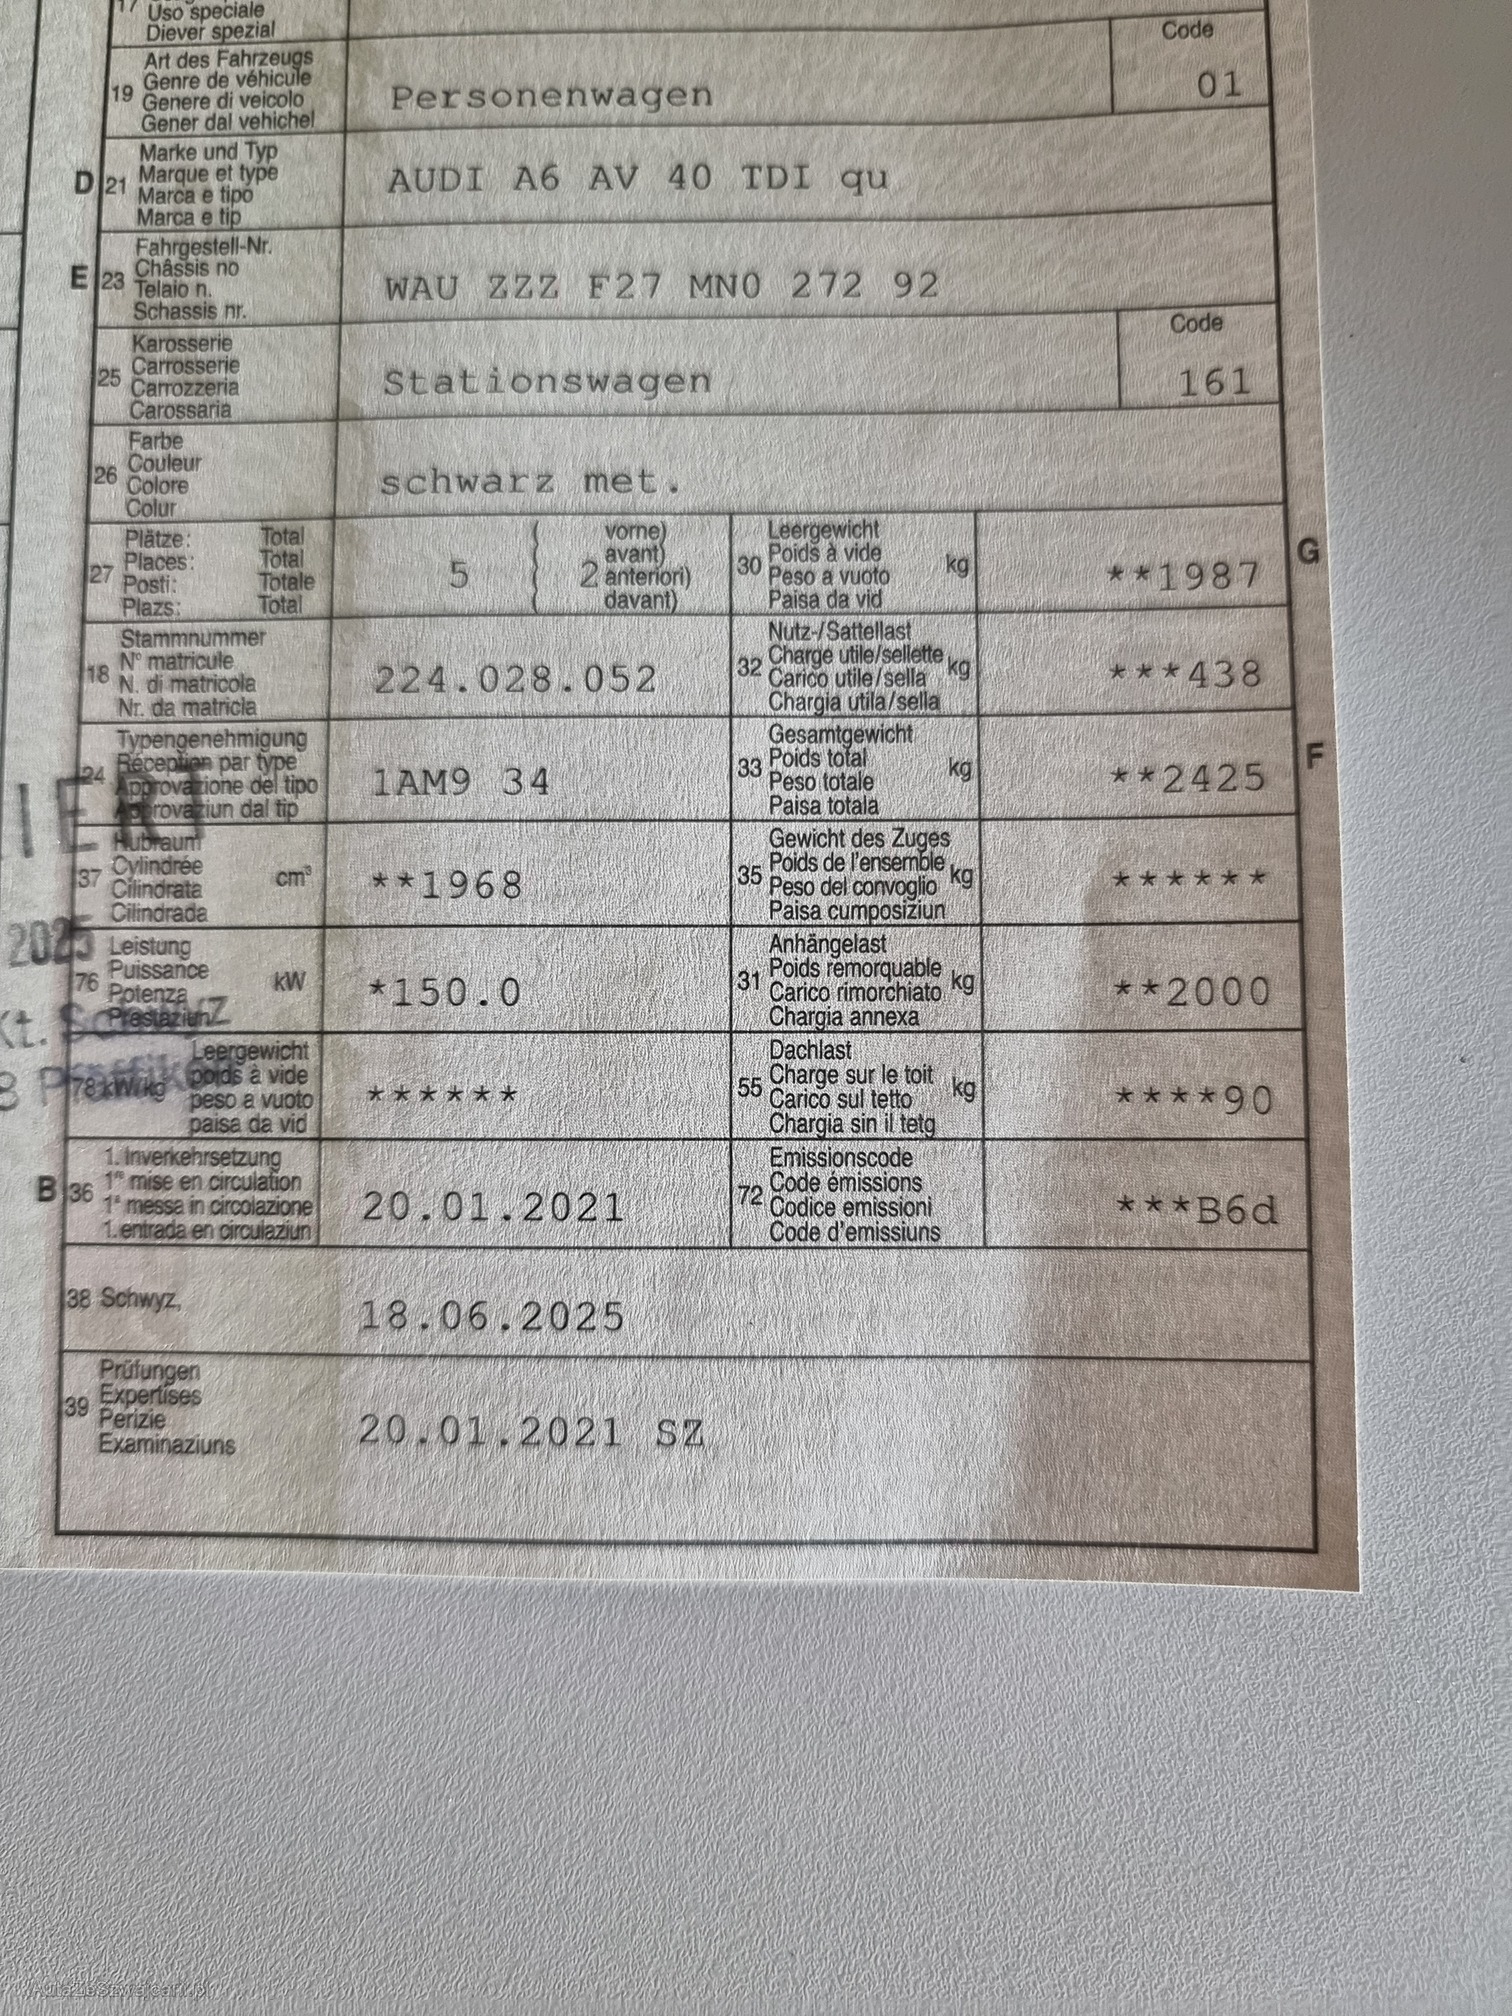 17 Uso speciale
Diever spezial
Code
19 Art des Fahrzeugs
Genre de véhicule
Genere di veicolo
Gener dal vehichel
Personenwagen
01
D 21 Marke und Typ
Marque et type
Marca e tipo
Marca e tip
AUDI A6 AV 40 TDI qu
E 23 Fahrgestell-Nr.
Châssis no
Telaio n.
Schassis nr.
WAU ZZZ F27 MN0 272 92
Code
25 Karosserie
Carrosserie
Carrozzeria
Carossaria
Stationswagen
161
26 Farbe
Couleur
Colore
Colur
schwarz met.
27 Plätze: Total
Places: Total
Posti: Totale
Plazs: Total
5 ( 2 vorne)
avant)
anteriori)
davant)
30 Leergewicht
Poids à vide
Peso a vuoto
Paisa da vid
kg
**1987
G
18 Stammnummer
N° matricule
N. di matricola
Nr. da matricla
224.028.052
32 Nutz-/Sattellast
Charge utile/sellette
Carico utile/sella
Chargia utila/sella
kg
***438
24 Typengenehmigung
Réception par type
Approvazione del tipo
Approvaziun dal tip
1AM9 34
33 Gesamtgewicht
Poids total
Peso totale
Paisa totala
kg
**2425
F
37 Hubraum
Cylindrée
Cilindrata
Cilindrada
cm³
**1968
35 Gewicht des Zuges
Poids de l'ensemble
Peso del convoglio
Paisa cumposiziun
kg
******
2025
76 Leistung
Puissance
Potenza
Prestaziun
kW
*150.0
31 Anhängelast
Poids remorquable
Carico rimorchiato
Chargia annexa
kg
**2000
78 kW/kg Leergewicht
poids à vide
peso a vuoto
paisa da vid
******
55 Dachlast
Charge sur le toit
Carico sul tetto
Chargia sin il tetg
kg
****90
B 36 1. Inverkehrsetzung
1re mise en circulation
1a messa in circolazione
1. entrada en circulaziun
20.01.2021
72 Emissionscode
Code émissions
Codice emissioni
Code d'emissiuns
***B6d
38 Schwyz,
18.06.2025
39 Prüfungen
Expertises
Perizie
Examinaziuns
20.01.2021 SZ
AutaZeSzwajcarii.pl